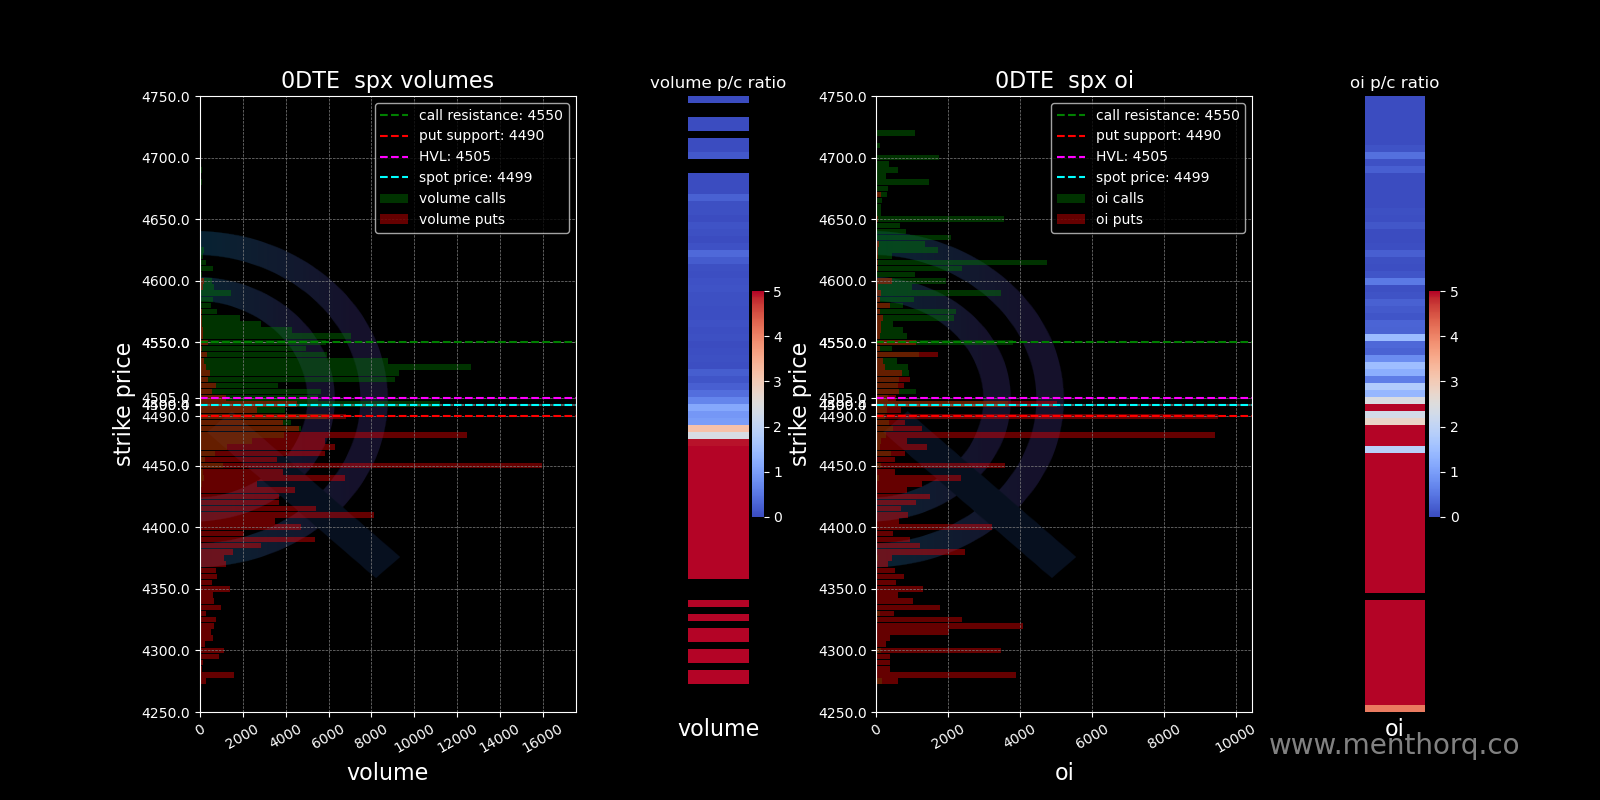 0DTE  spx volumes
volume p/c ratio
0DTE  spx oi
oi p/c ratio
4750.0
4700.0
4650.0
4600.0
4550.0
4505.0
4490.0
4450.0
4400.0
4350.0
4300.0
4250.0
strike price
call resistance: 4550
put support: 4490
HVL: 4505
spot price: 4499
volume calls
volume puts
0
2000
4000
6000
8000
10000
12000
14000
16000
volume
5
4
3
2
1
0
volume
4750.0
4700.0
4650.0
4600.0
4550.0
4505.0
4490.0
4450.0
4400.0
4350.0
4300.0
4250.0
strike price
call resistance: 4550
put support: 4490
HVL: 4505
spot price: 4499
oi calls
oi puts
0
2000
4000
6000
8000
10000
oi
5
4
3
2
1
0
oi
www.menthorq.co